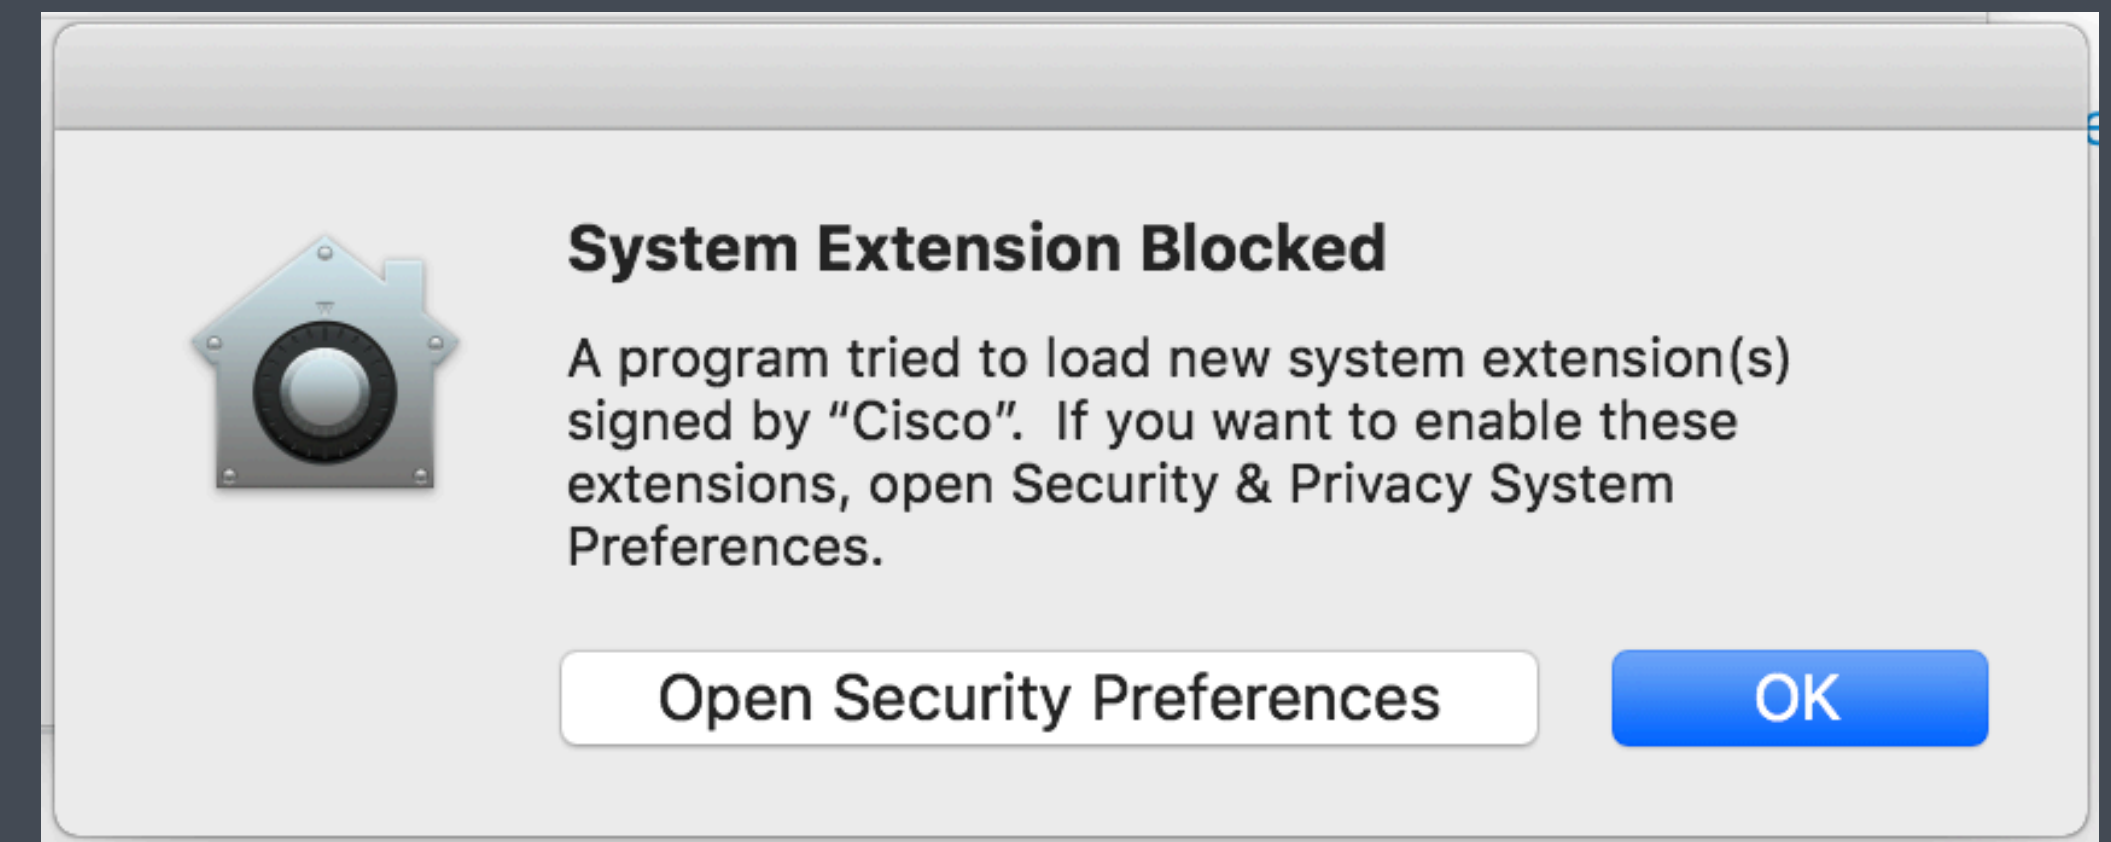 System Extension Blocked
A program tried to load new system extension(s)
signed by “Cisco”.  If you want to enable these
extensions, open Security & Privacy System
Preferences.
Open Security Preferences
OK